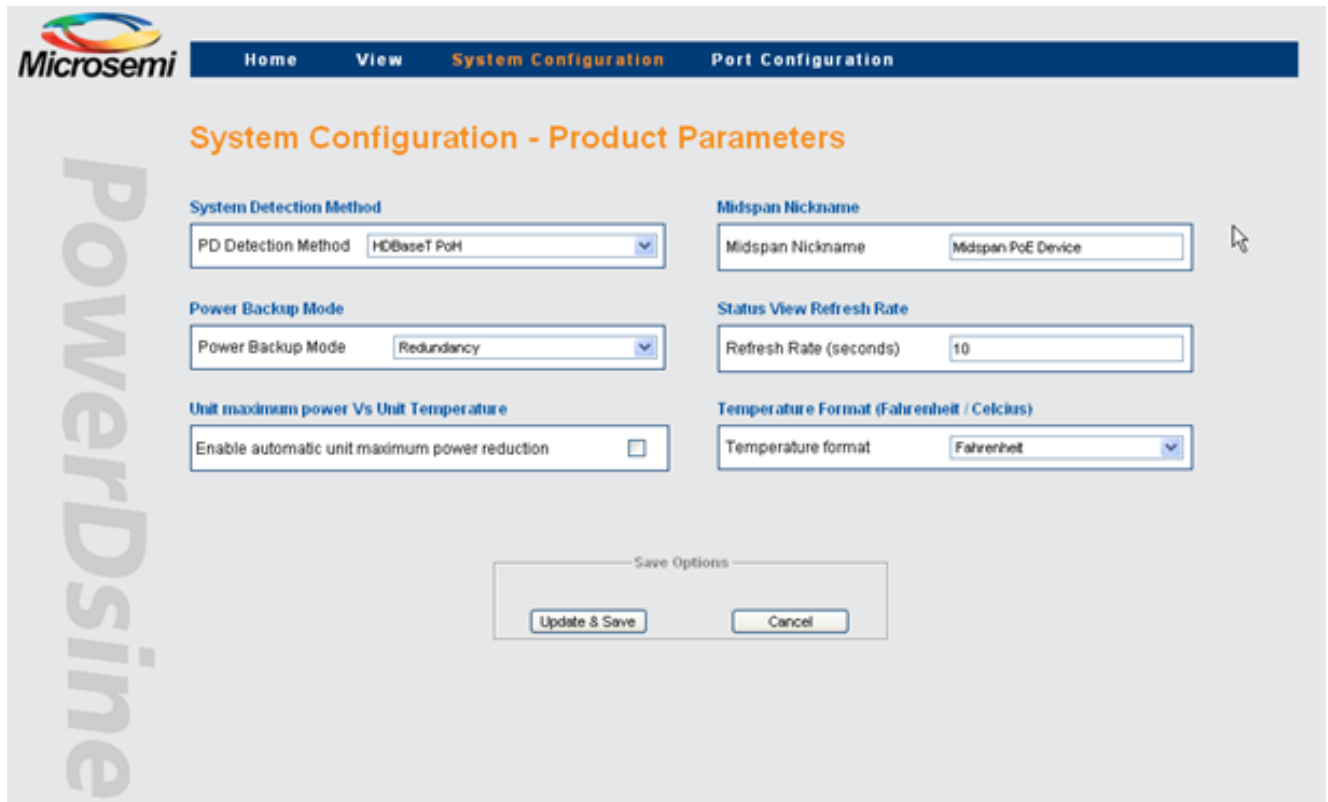 Microsemi
Home View System Configuration Port Configuration
System Configuration - Product Parameters
System Detection Method
PD Detection Method HDBaseT PoH
Midspan Nickname
Midspan Nickname Midspan PoE Device
Power Backup Mode
Power Backup Mode Redundancy
Status View Refresh Rate
Refresh Rate (seconds) 10
Unit maximum power Vs Unit Temperature
Enable automatic unit maximum power reduction
Temperature Format (Fahrenheit / Celcius)
Temperature format Fahrenheit
Save Options
Update & Save Cancel
PowerDsine